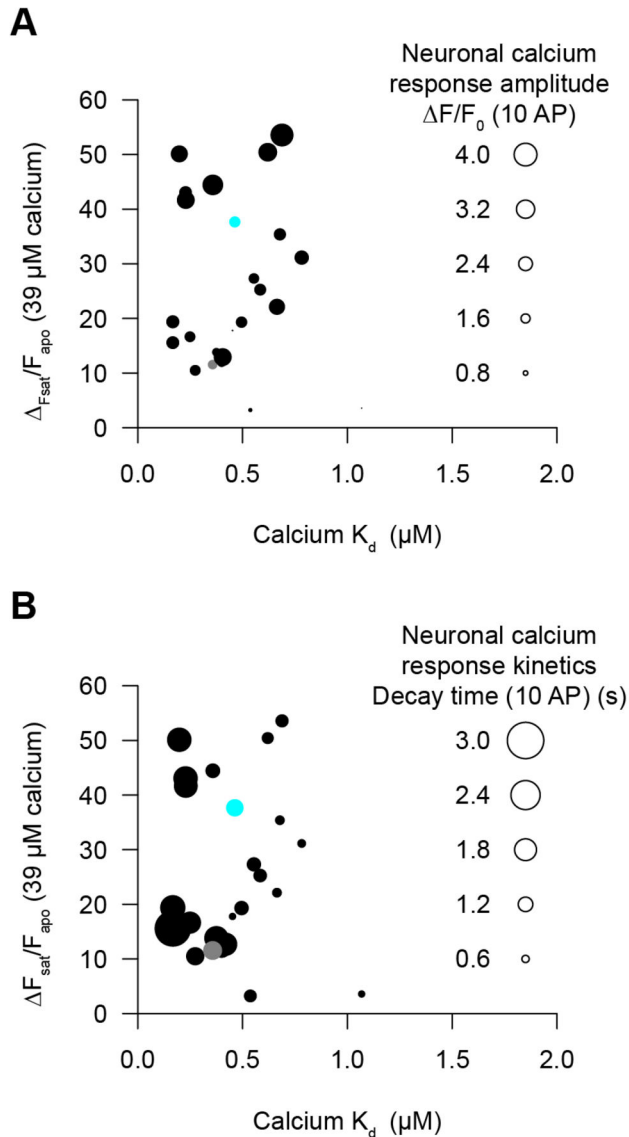 A
Neuronal calcium
response amplitude
ΔF/F0 (10 AP)
4.0
3.2
2.4
1.6
0.8
60
50
40
30
20
10
0
ΔFsat/Fapo (39 µM calcium)
0.0 0.5 1.0 1.5 2.0
Calcium Kd (µM)
B
Neuronal calcium
response kinetics
Decay time (10 AP) (s)
3.0
2.4
1.8
1.2
0.6
60
50
40
30
20
10
0
ΔFsat/Fapo (39 µM calcium)
0.0 0.5 1.0 1.5 2.0
Calcium Kd (µM)